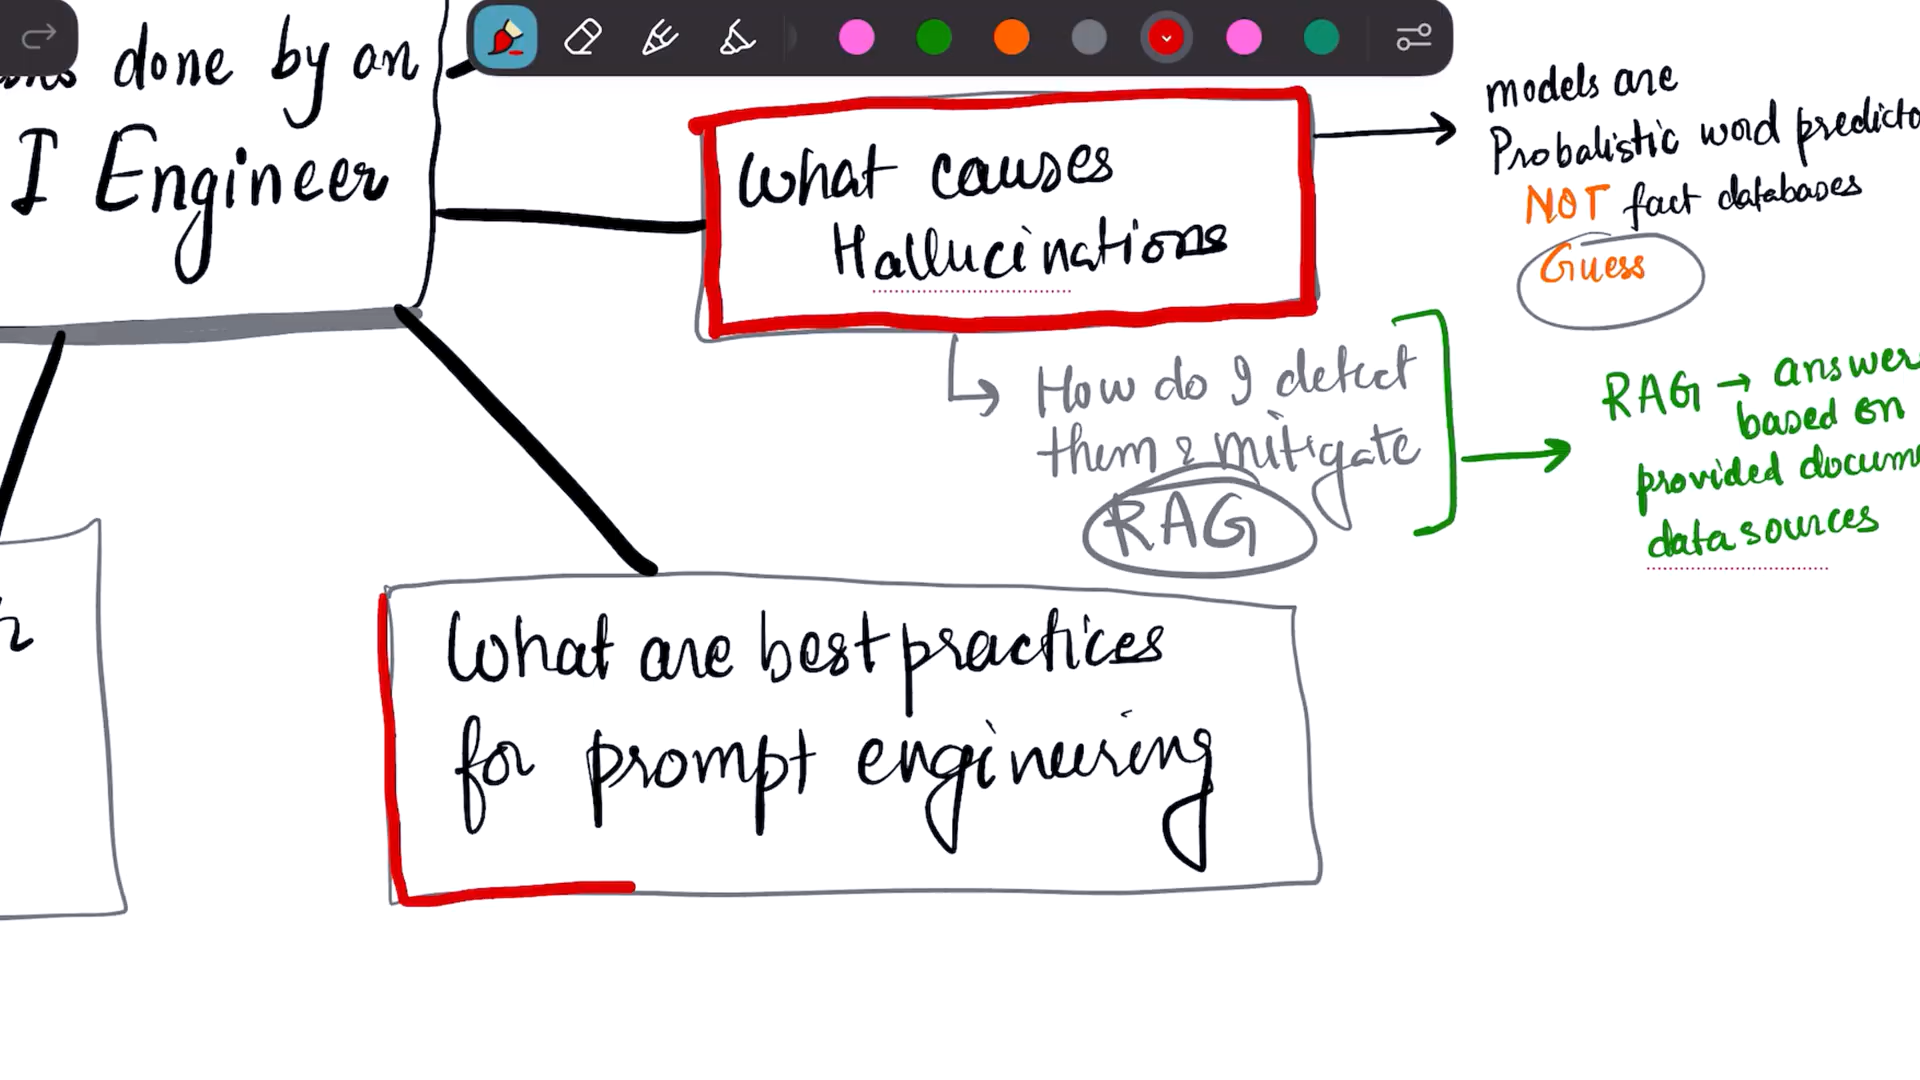 done by an
I Engineer
What causes
Hallucinations
models are
Probalistic word predicto
NOT fact databases
Guess
How do I detect
them & mitigate
RAG
RAG → answer
based on
provided docum
data sources
What are best practices
for prompt engineering